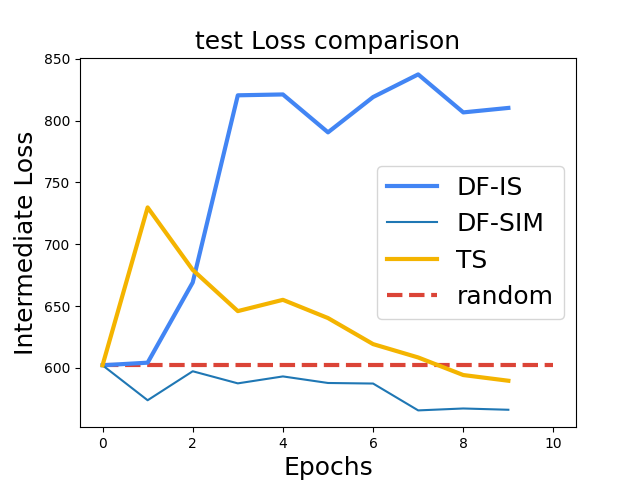 test Loss comparison
Intermediate Loss
850
800
750
700
650
600
DF-IS
DF-SIM
TS
random
0 2 4 6 8 10
Epochs